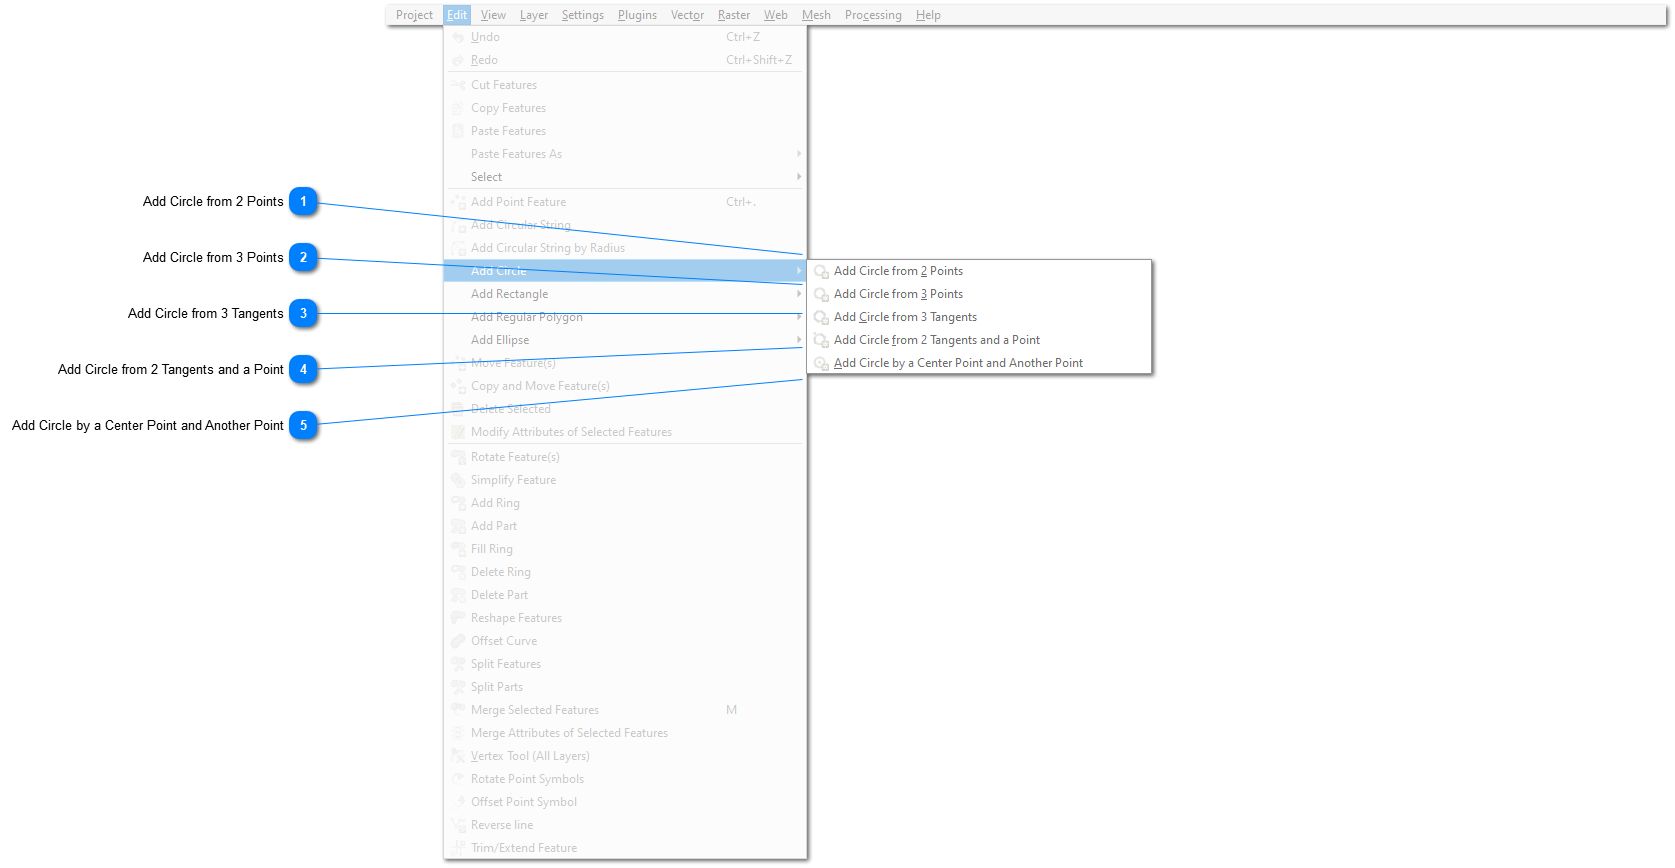 Project Edit View Layer Settings Plugins Vector Raster Web Mesh Processing Help
Undo Ctrl+Z
Redo Ctrl+Shift+Z
Cut Features
Copy Features
Paste Features
Paste Features As
Select
Add Circle from 2 Points 1
Add Point Feature Ctrl+.
Add Circular String
Add Circular String by Radius
Add Circle from 3 Points 2
Add Circle
Add Rectangle
Add Circle from 3 Tangents 3
Add Regular Polygon
Add Ellipse
Add Circle from 2 Tangents and a Point 4
Move Feature(s)
Copy and Move Feature(s)
Delete Selected
Add Circle by a Center Point and Another Point 5
Modify Attributes of Selected Features
Add Circle from 2 Points
Add Circle from 3 Points
Add Circle from 3 Tangents
Add Circle from 2 Tangents and a Point
Add Circle by a Center Point and Another Point
Rotate Feature(s)
Simplify Feature
Add Ring
Add Part
Fill Ring
Delete Ring
Delete Part
Reshape Features
Offset Curve
Split Features
Split Parts
Merge Selected Features M
Merge Attributes of Selected Features
Vertex Tool (All Layers)
Rotate Point Symbols
Offset Point Symbol
Reverse line
Trim/Extend Feature